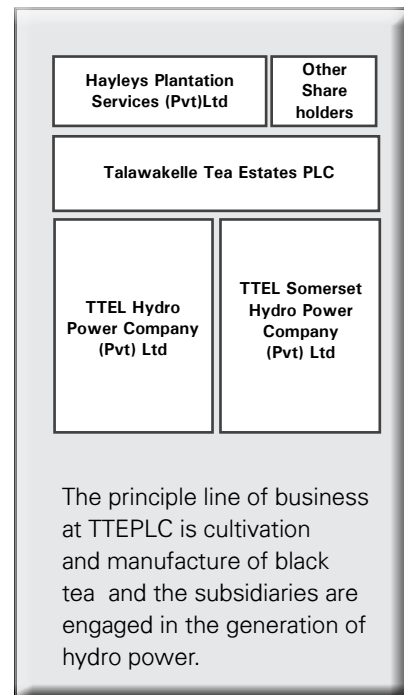 Hayleys Plantation
Services (Pvt)Ltd
Other
Share
holders
Talawakelle Tea Estates PLC
TTEL Hydro
Power Company
(Pvt) Ltd
TTEL Somerset
Hydro Power
Company
(Pvt) Ltd
The principle line of business
at TTEPLC is cultivation
and manufacture of black
tea  and the subsidiaries are
engaged in the generation of
hydro power.